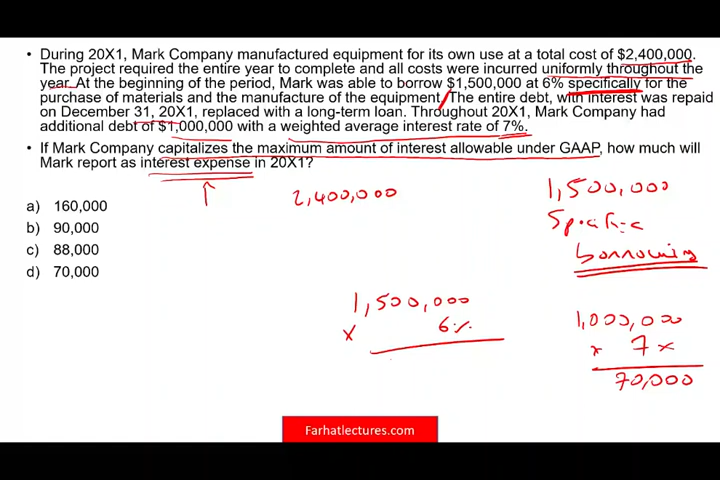 • During 20X1, Mark Company manufactured equipment for its own use at a total cost of $2,400,000.
The project required the entire year to complete and all costs were incurred uniformly throughout the
year. At the beginning of the period, Mark was able to borrow $1,500,000 at 6% specifically for the
purchase of materials and the manufacture of the equipment. The entire debt, with interest was repaid
on December 31, 20X1, replaced with a long-term loan. Throughout 20X1, Mark Company had
additional debt of $1,000,000 with a weighted average interest rate of 7%.
• If Mark Company capitalizes the maximum amount of interest allowable under GAAP, how much will
Mark report as interest expense in 20X1?
a) 160,000
b) 90,000
c) 88,000
d) 70,000
2,400,000
1,500,000
Specific
borrowing
1,500,000
x 6%
1,000,000
x 7%
70,000
Farhatlectures.com